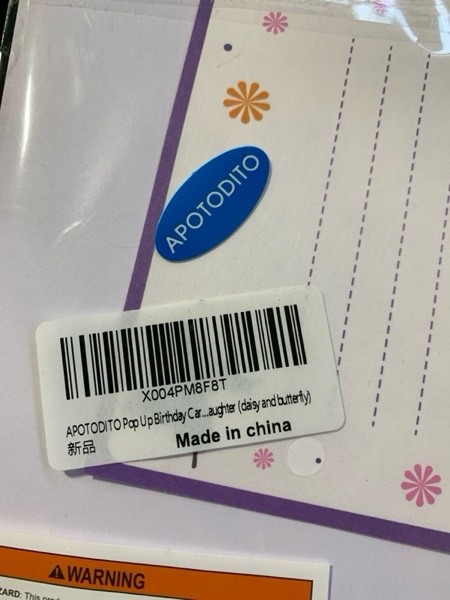 APOTODITO
X004PM8F8T
APOTODITO Pop Up Birthday Car...aughter (daisy and butterfly)
新品
Made in china
WARNING
ZARD: This